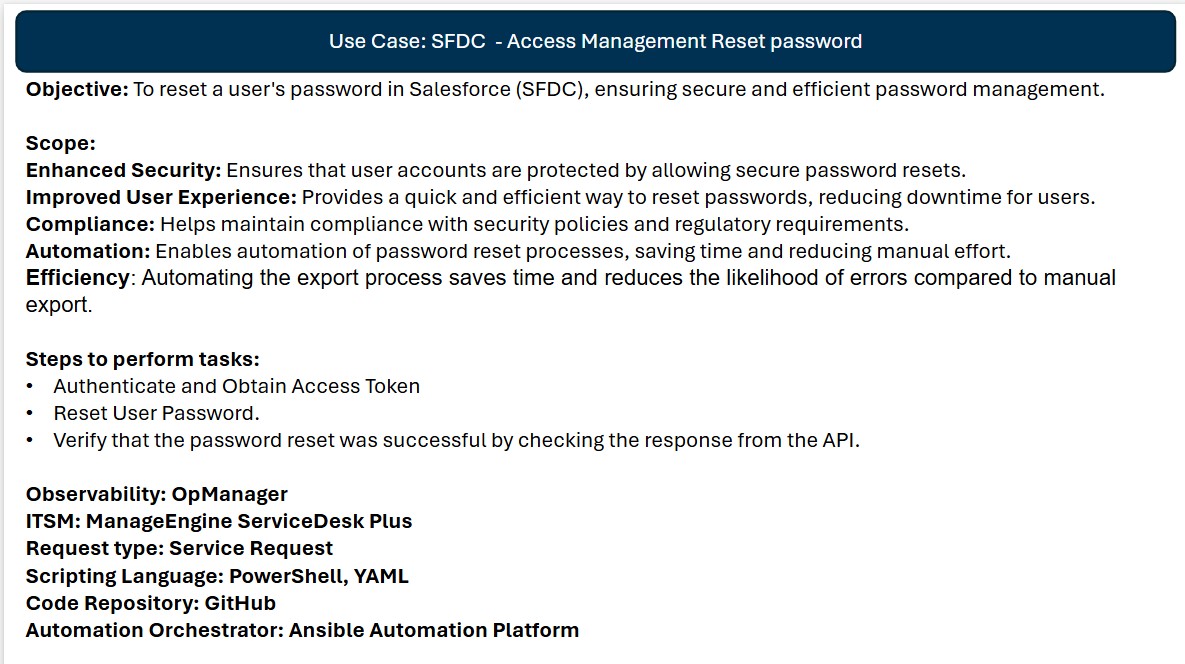 Use Case: SFDC  - Access Management Reset password
Objective: To reset a user's password in Salesforce (SFDC), ensuring secure and efficient password management.
Scope:
Enhanced Security: Ensures that user accounts are protected by allowing secure password resets.
Improved User Experience: Provides a quick and efficient way to reset passwords, reducing downtime for users.
Compliance: Helps maintain compliance with security policies and regulatory requirements.
Automation: Enables automation of password reset processes, saving time and reducing manual effort.
Efficiency: Automating the export process saves time and reduces the likelihood of errors compared to manual
export.
Steps to perform tasks:
• Authenticate and Obtain Access Token
• Reset User Password.
• Verify that the password reset was successful by checking the response from the API.
Observability: OpManager
ITSM: ManageEngine ServiceDesk Plus
Request type: Service Request
Scripting Language: PowerShell, YAML
Code Repository: GitHub
Automation Orchestrator: Ansible Automation Platform